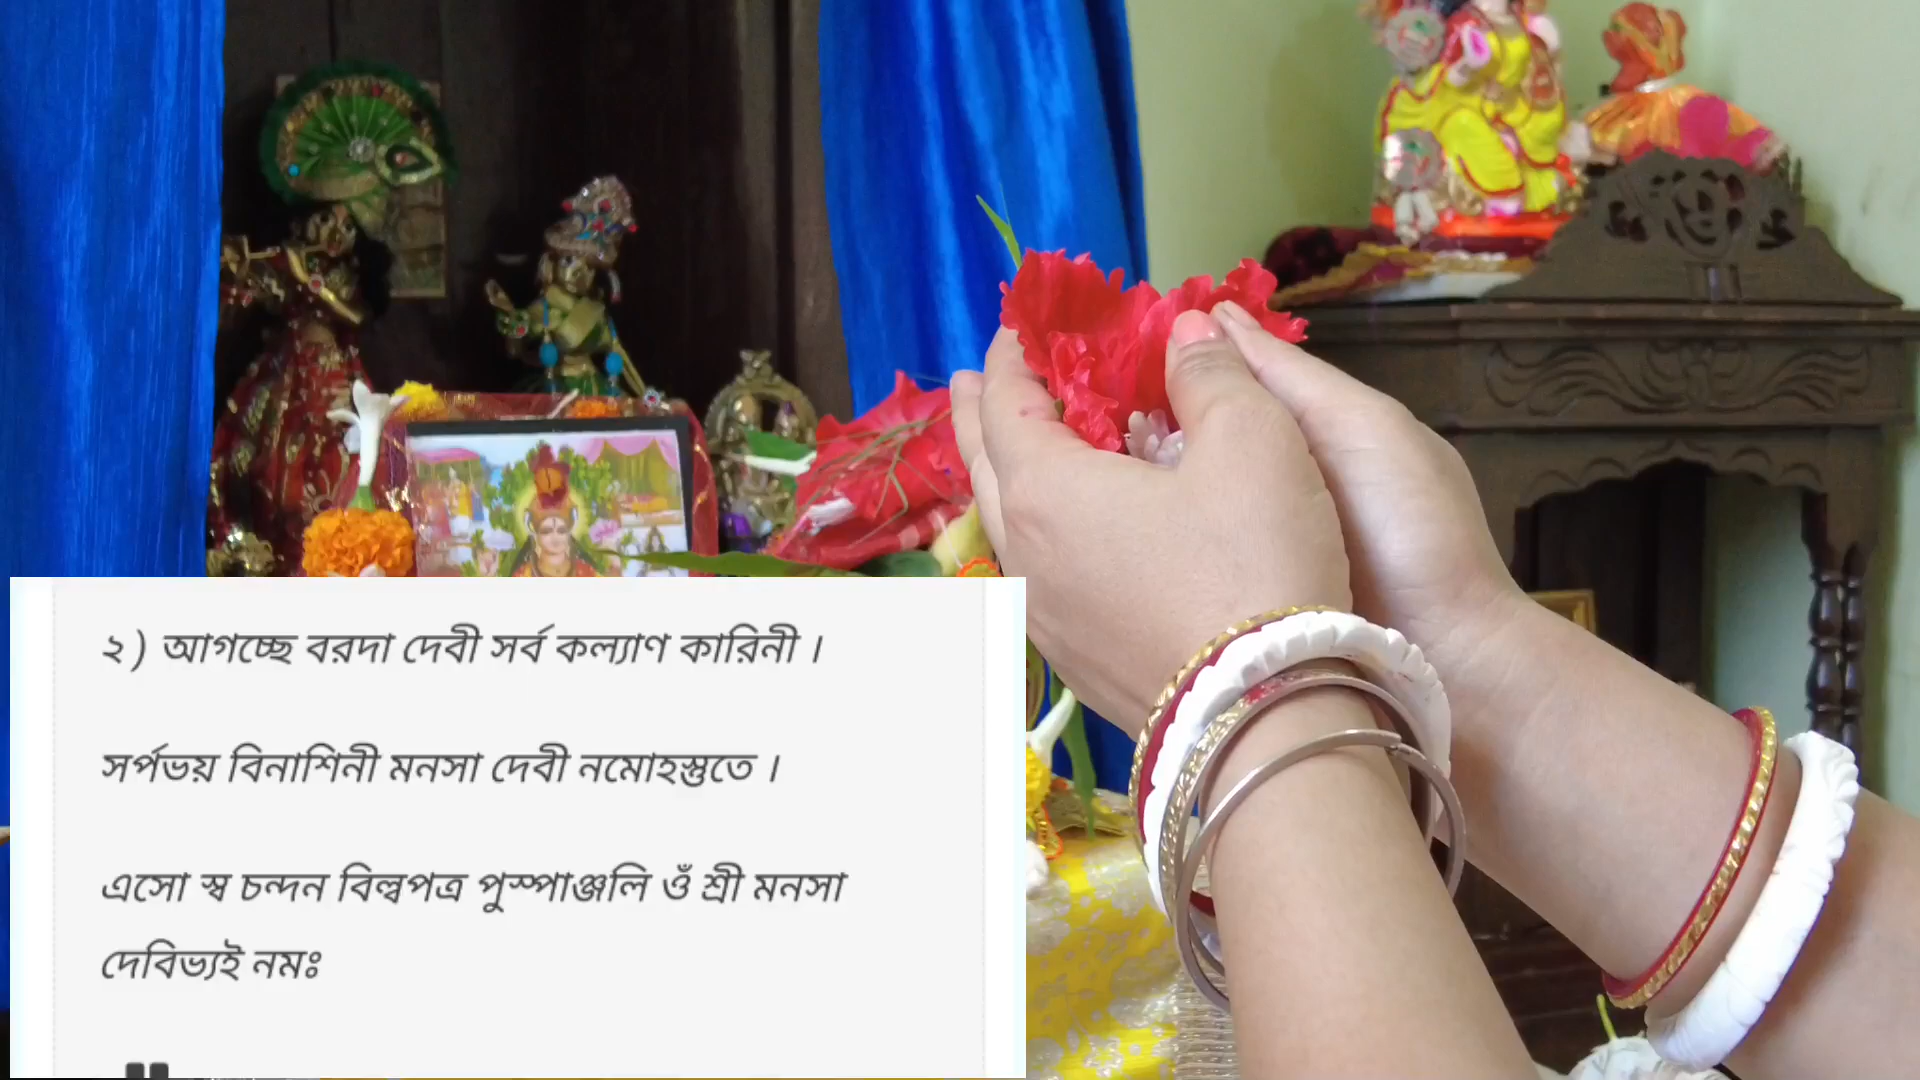 ২) আগচ্ছে বরদা দেবী সর্ব কল্যাণ কারিনী ।
সর্পভয় বিনাশিনী মনসা দেবী নমোহস্তুতে ।
এসো স্ব চন্দন বিল্বপত্র পুস্পাঞ্জলি ওঁ শ্রী মনসা
দেবিভ্যই নমঃ